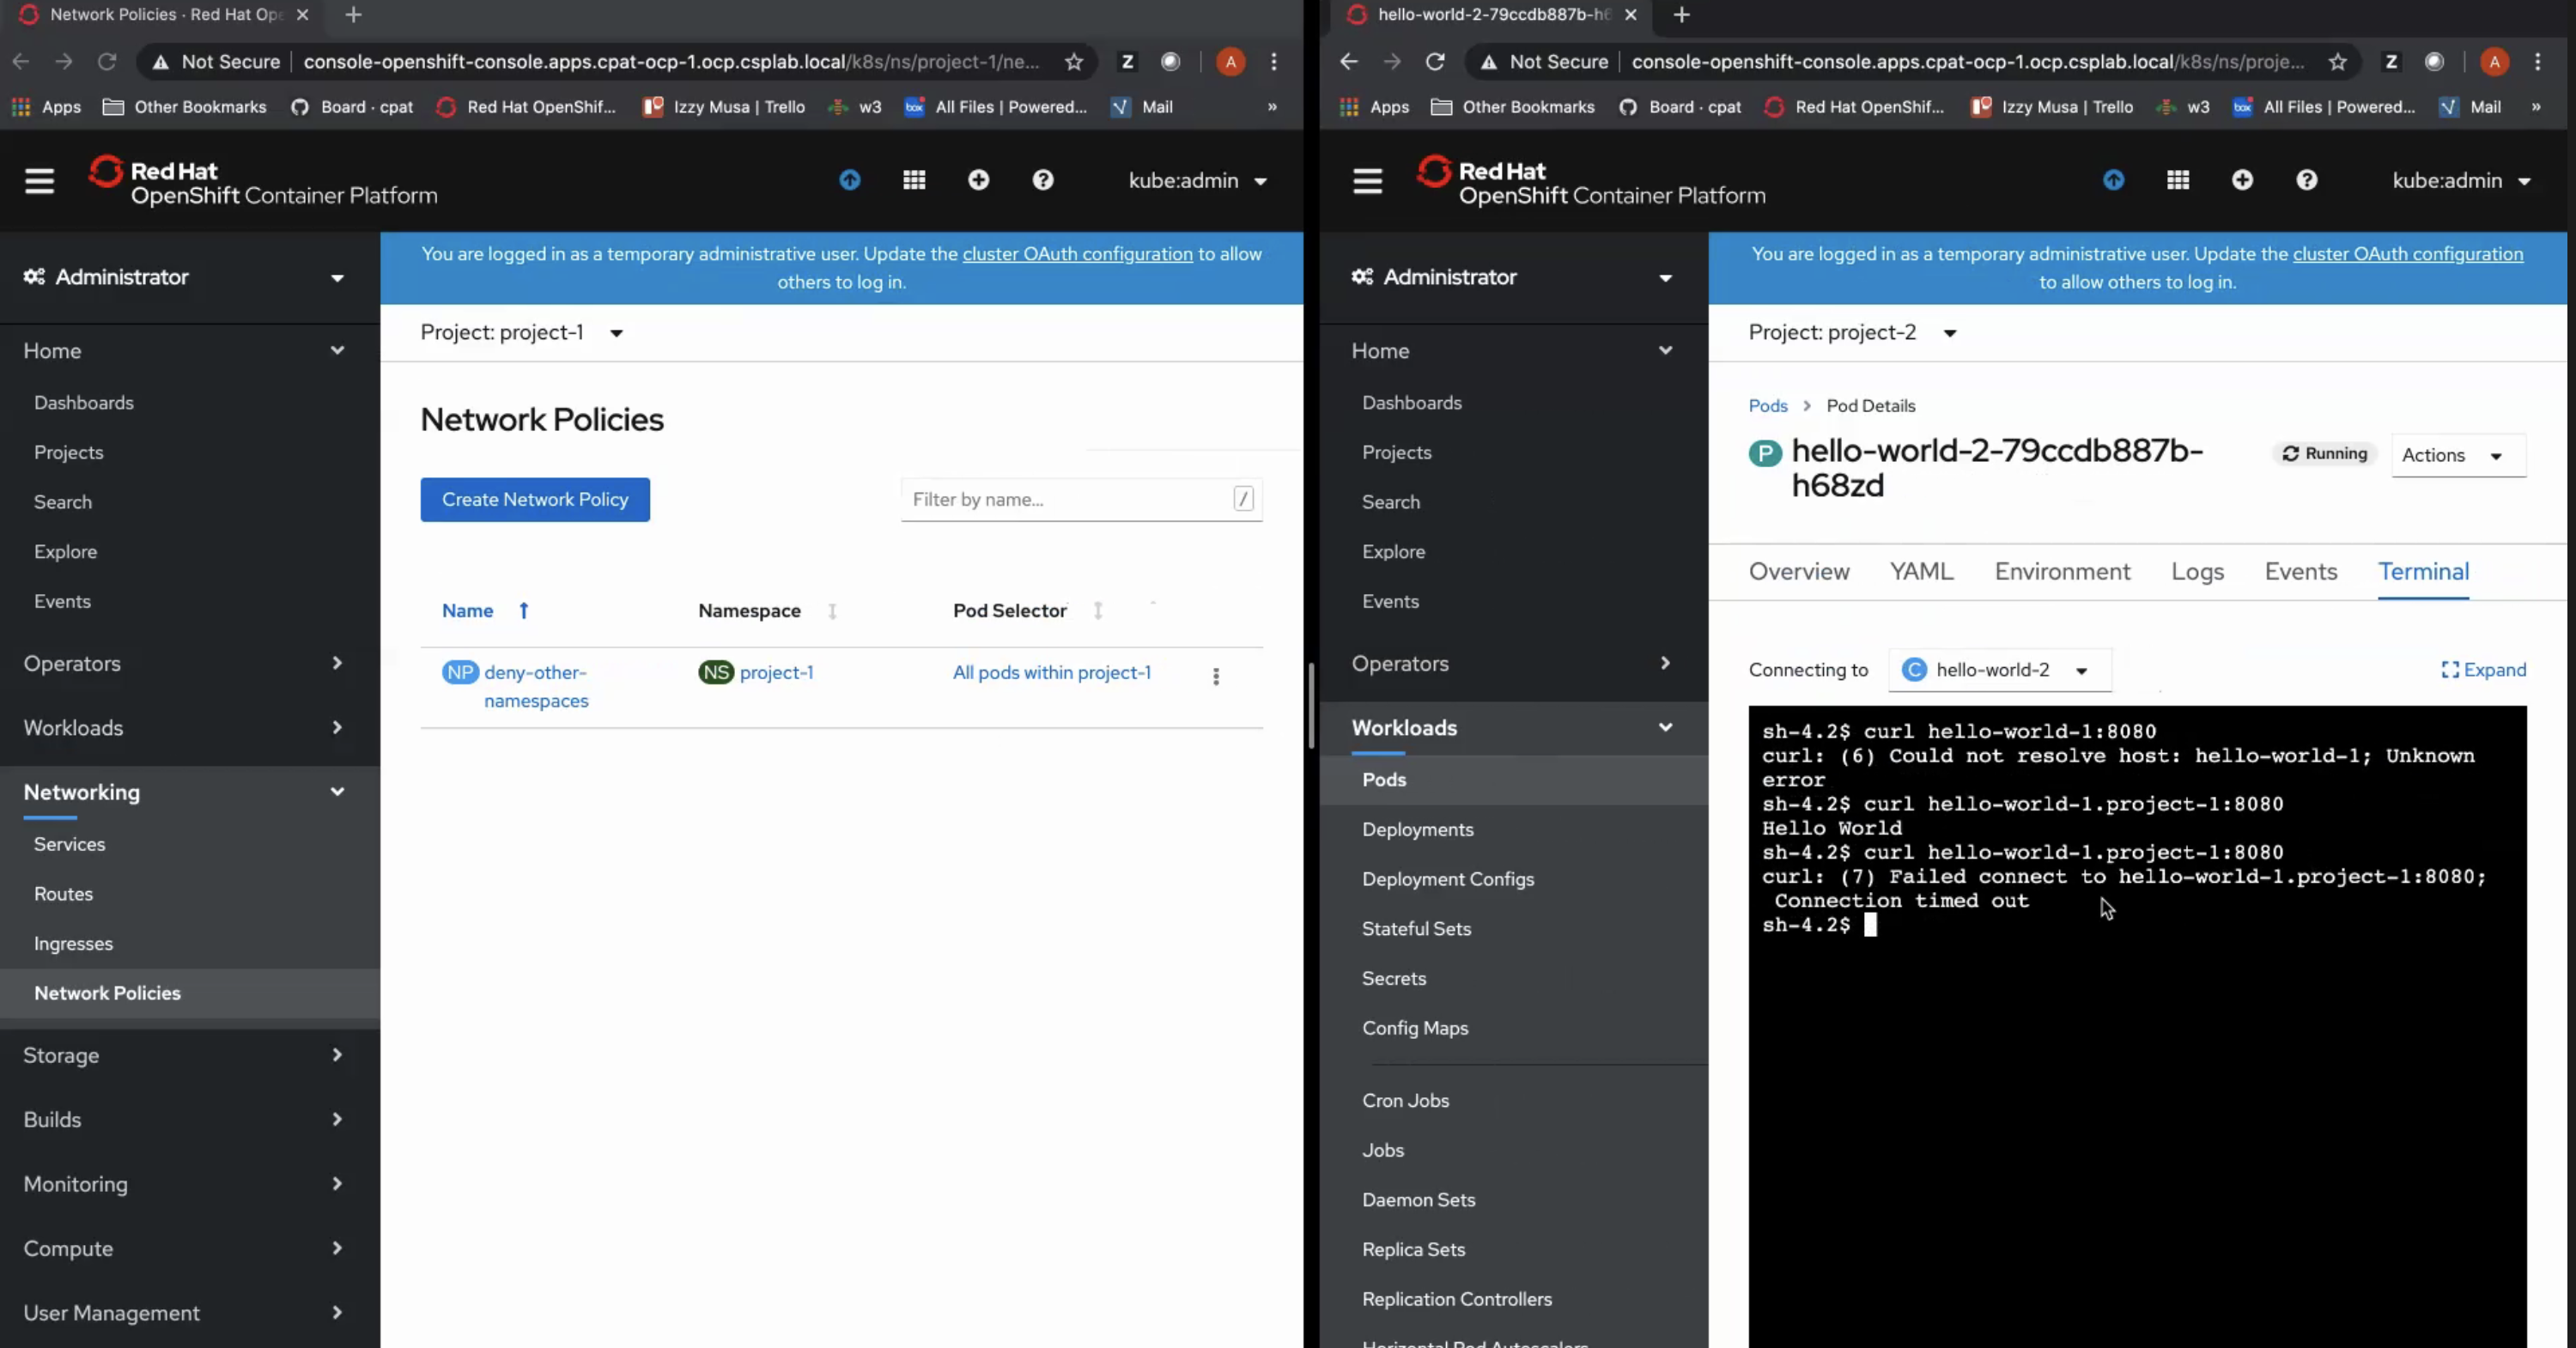 Network Policies · Red Hat Ope
Not Secure console-openshift-console.apps.cpat-ocp-1.ocp.csplab.local/k8s/ns/project-1/ne... Z A
Apps Other Bookmarks Board · cpat Red Hat OpenShif... Izzy Musa | Trello w3 box All Files | Powered... Mail »
Red Hat
OpenShift Container Platform
kube:admin
Administrator
Home
Dashboards
Projects
Search
Explore
Events
Operators
Workloads
Networking
Services
Routes
Ingresses
Network Policies
Storage
Builds
Monitoring
Compute
User Management
You are logged in as a temporary administrative user. Update the cluster OAuth configuration to allow
others to log in.
Project: project-1
Network Policies
Create Network Policy
Filter by name... /
Name Namespace Pod Selector
NP deny-other-
namespaces
NS project-1
All pods within project-1
hello-world-2-79ccdb887b-h6
Not Secure console-openshift-console.apps.cpat-ocp-1.ocp.csplab.local/k8s/ns/proje... Z A
Apps Other Bookmarks Board · cpat Red Hat OpenShif... Izzy Musa | Trello w3 box All Files | Powered... Mail »
Red Hat
OpenShift Container Platform
kube:admin
Administrator
Home
Dashboards
Projects
Search
Explore
Events
Operators
Workloads
Pods
Deployments
Deployment Configs
Stateful Sets
Secrets
Config Maps
Cron Jobs
Jobs
Daemon Sets
Replica Sets
Replication Controllers
Horizontal Pod Autoscalers
You are logged in as a temporary administrative user. Update the cluster OAuth configuration
to allow others to log in.
Project: project-2
Pods > Pod Details
P hello-world-2-79ccdb887b-
h68zd
Running
Actions
Overview YAML Environment Logs Events Terminal
Connecting to C hello-world-2 Expand
sh-4.2$ curl hello-world-1:8080
curl: (6) Could not resolve host: hello-world-1; Unknown
error
sh-4.2$ curl hello-world-1.project-1:8080
Hello World
sh-4.2$ curl hello-world-1.project-1:8080
curl: (7) Failed connect to hello-world-1.project-1:8080;
Connection timed out
sh-4.2$